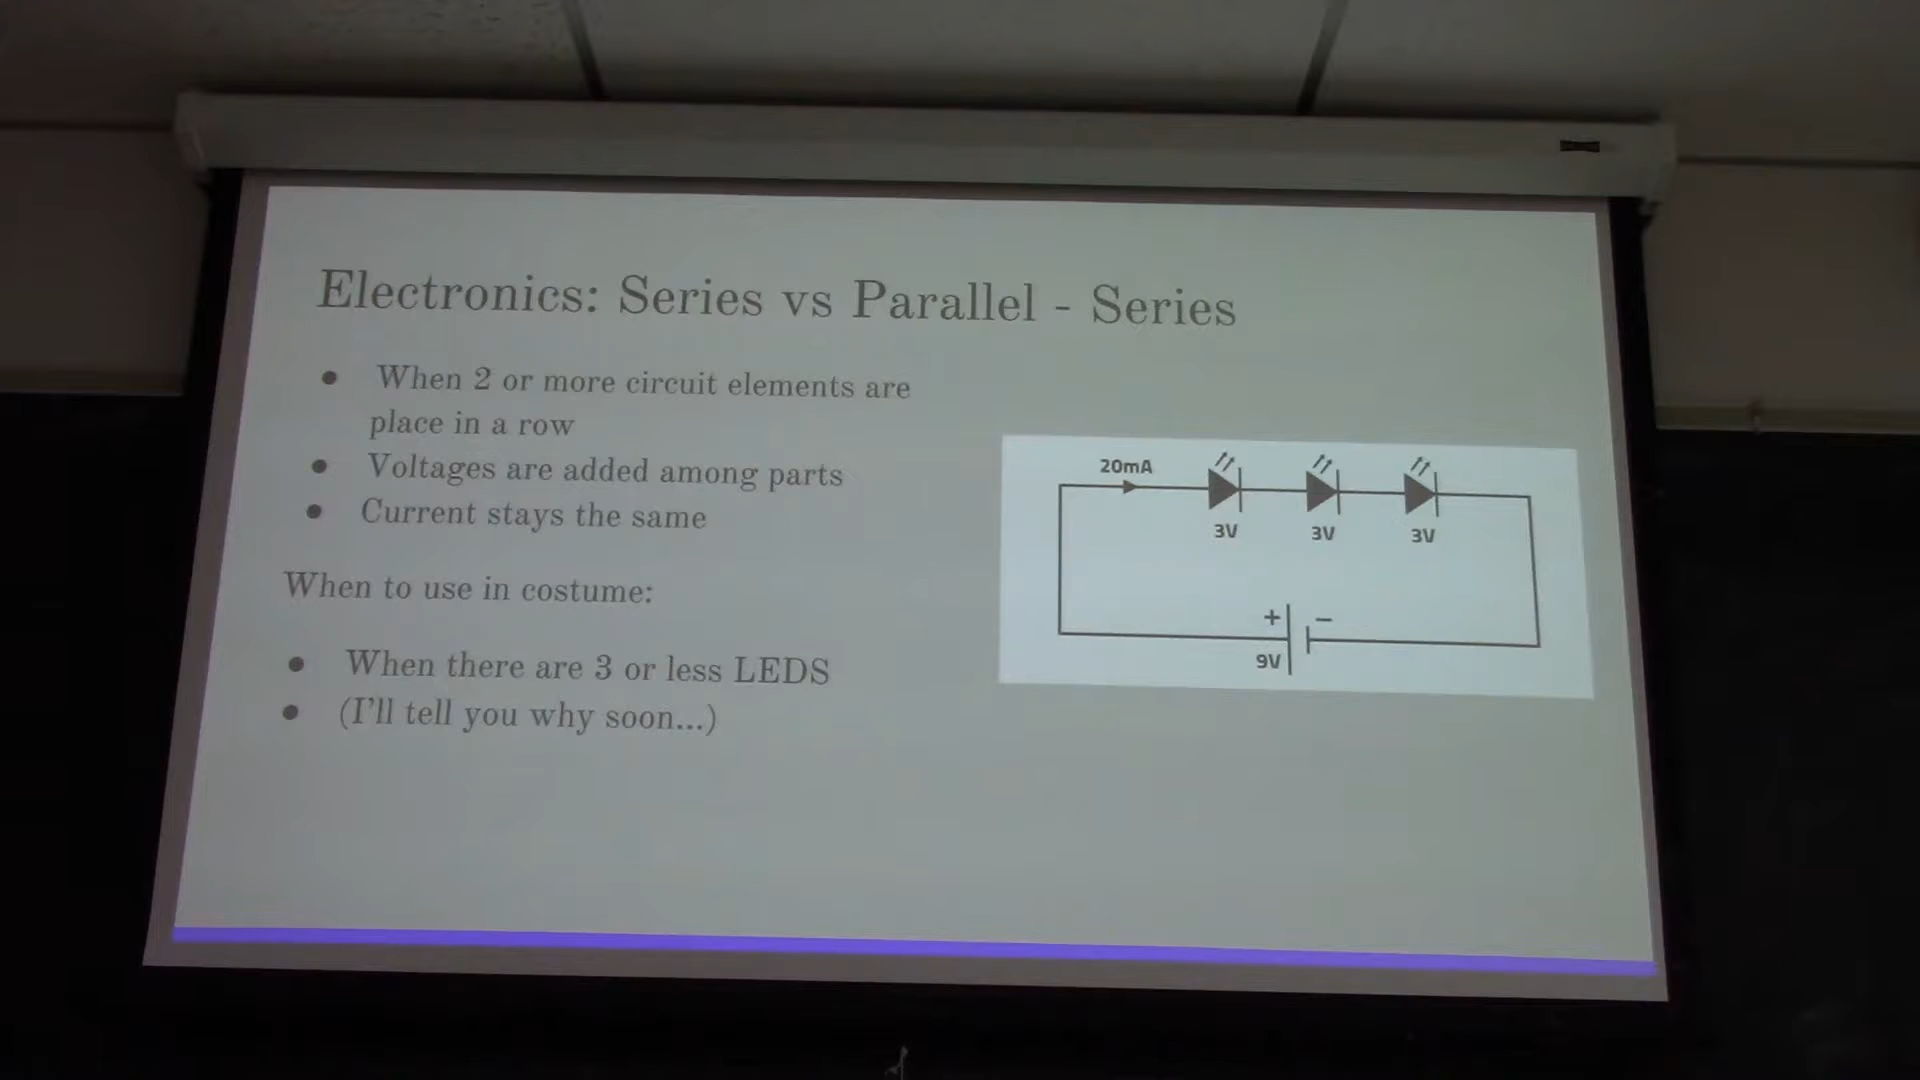 Electronics: Series vs Parallel - Series
● When 2 or more circuit elements are
place in a row
● Voltages are added among parts
● Current stays the same
When to use in costume:
● When there are 3 or less LEDS
● (I'll tell you why soon...)
20mA
3V 3V 3V
+ −
9V